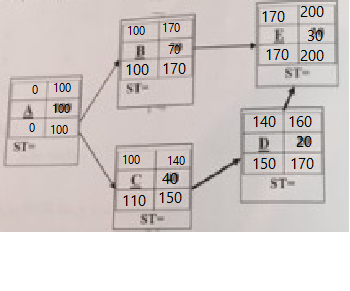 0 100
A 100
0 100
ST=
100 170
B 70
100 170
ST=
100 140
C 40
110 150
ST=
140 160
D 20
150 170
ST=
170 200
E 30
170 200
ST=